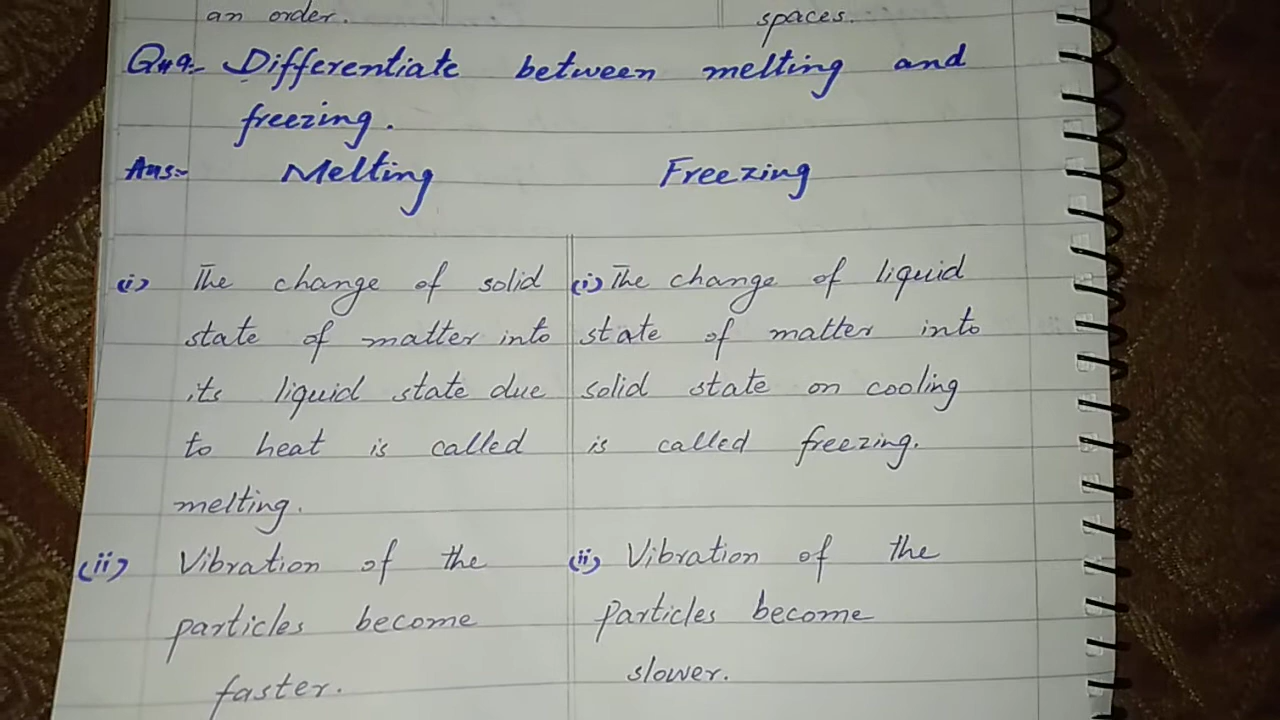 an order.
spaces.
Qn9:- Differentiate between melting and
freezing.
Ans:- Melting Freezing
(i) The change of solid
state of matter into
its liquid state due
to heat is called
melting.
(i) The change of liquid
state of matter into
solid state on cooling
is called freezing.
(ii) Vibration of the
particles become
faster.
(ii) Vibration of the
Particles become
slower.